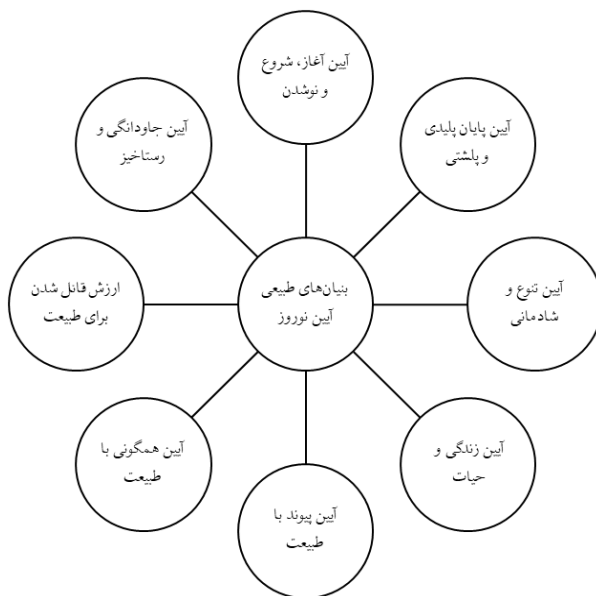 آیین آغاز، شروع
و نوشدن
آیین پایان پلیدی
و پلشتی
آیین تنوع و
شادمانی
آیین زندگی و
حیات
آیین پیوند با
طبیعت
آیین همگونی با
طبیعت
ارزش قائل شدن
برای طبیعت
آیین جاودانگی و
رستاخیز
بنیان‌های طبیعی
آیین نوروز